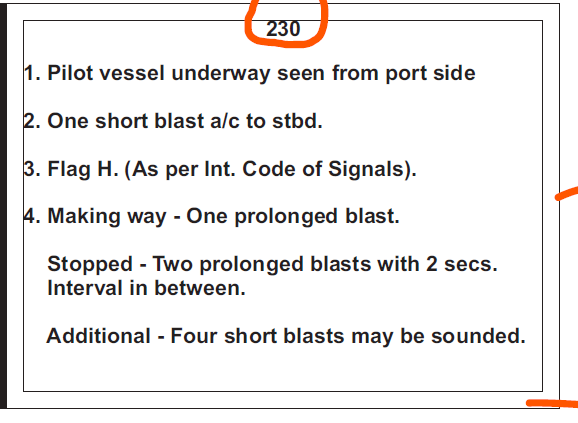 230
1. Pilot vessel underway seen from port side
2. One short blast a/c to stbd.
3. Flag H. (As per Int. Code of Signals).
4. Making way - One prolonged blast.
Stopped - Two prolonged blasts with 2 secs.
Interval in between.
Additional - Four short blasts may be sounded.